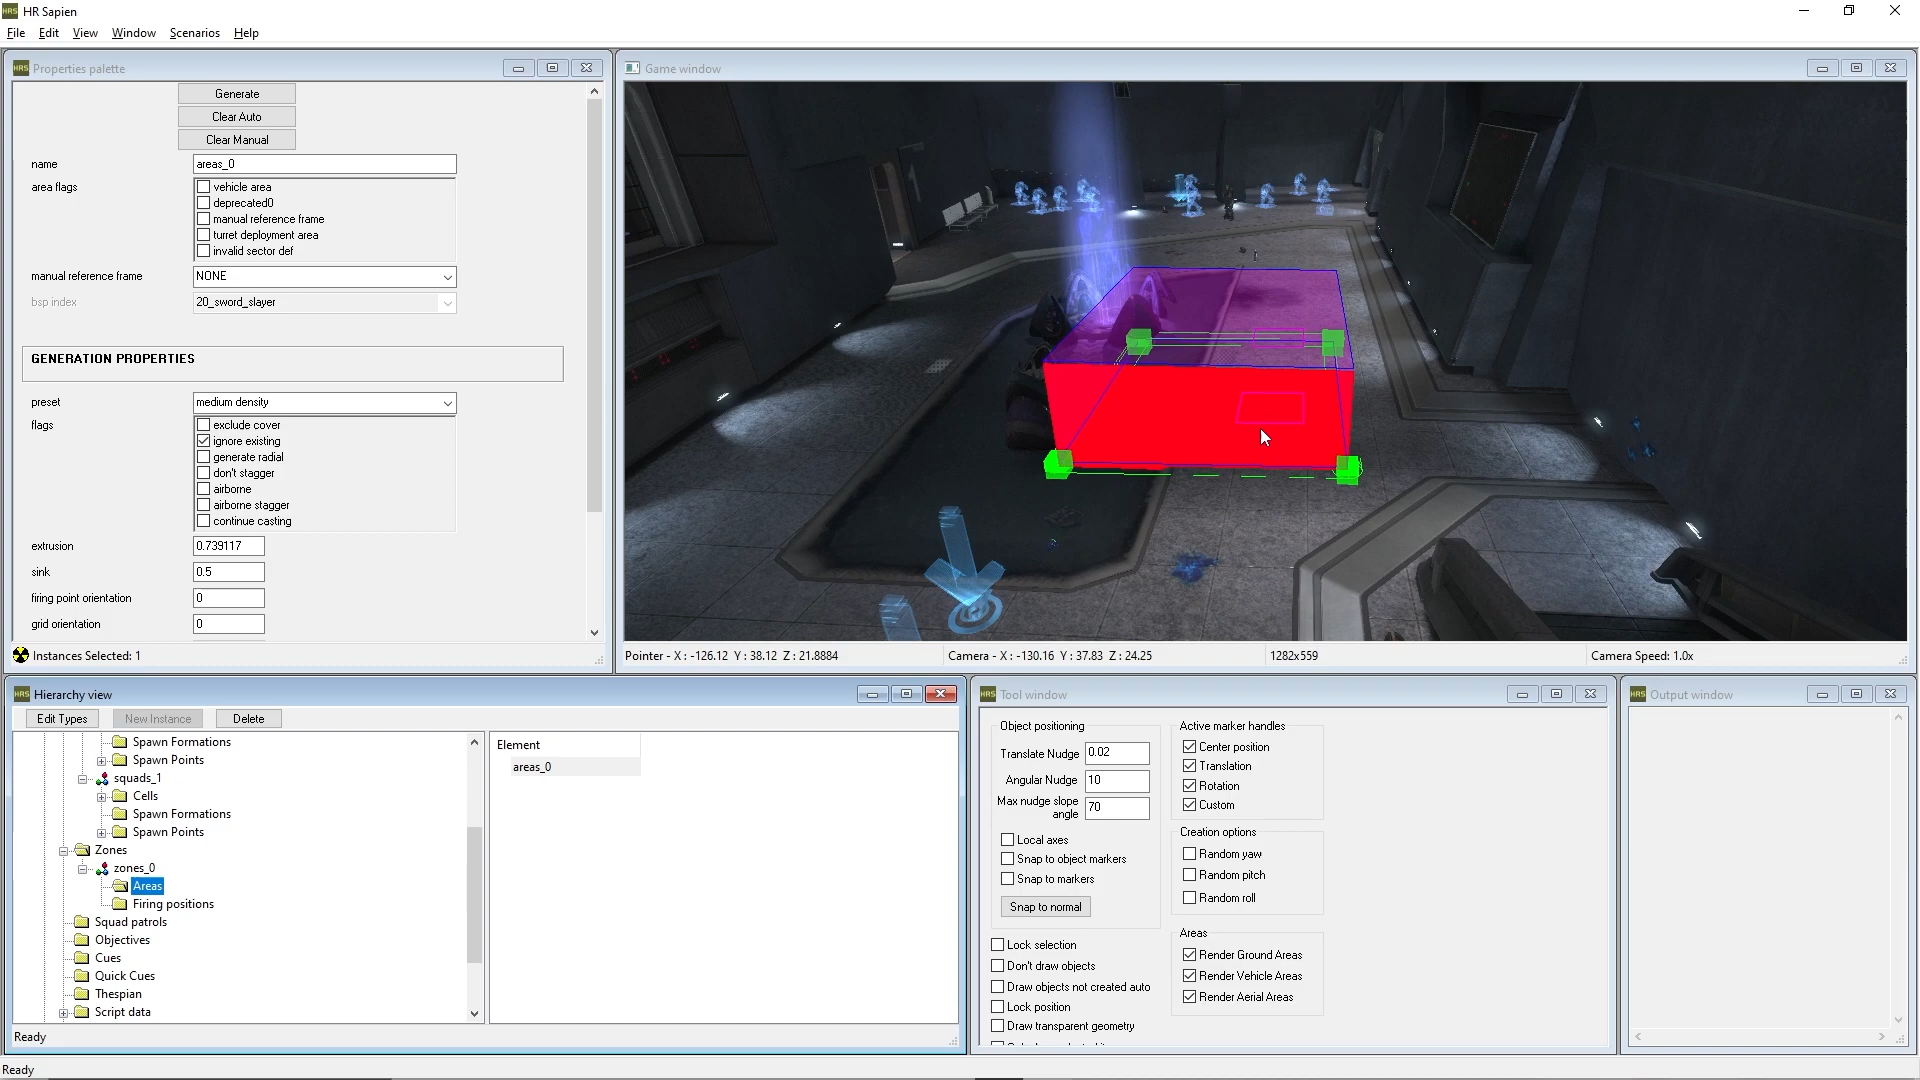 HRS HR Sapien
File Edit View Window Scenarios Help
HRS Properties palette
Generate
Clear Auto
Clear Manual
name areas_0
area flags
vehicle area
deprecated0
manual reference frame
turret deployment area
invalid sector def
manual reference frame NONE
bsp index 20_sword_slayer
GENERATION PROPERTIES
preset medium density
flags
exclude cover
ignore existing
generate radial
don't stagger
airborne
airborne stagger
continue casting
extrusion 0.739117
sink 0.5
firing point orientation 0
grid orientation 0
Instances Selected: 1
Game window
Pointer - X: -126.12 Y: 38.12 Z: 21.8884
Camera - X: -130.16 Y: 37.83 Z: 24.25
1282x559
Camera Speed: 1.0x
HRS Hierarchy view
Edit Types New Instance Delete
Spawn Formations
Spawn Points
squads_1
Cells
Spawn Formations
Spawn Points
Zones
zones_0
Areas
Firing positions
Squad patrols
Objectives
Cues
Quick Cues
Thespian
Script data
Element
areas_0
Ready
HRS Tool window
Object positioning
Translate Nudge 0.02
Angular Nudge 10
Max nudge slope angle 70
Local axes
Snap to object markers
Snap to markers
Snap to normal
Lock selection
Don't draw objects
Draw objects not created auto
Lock position
Draw transparent geometry
Active marker handles
Center position
Translation
Rotation
Custom
Creation options
Random yaw
Random pitch
Random roll
Areas
Render Ground Areas
Render Vehicle Areas
Render Aerial Areas
HRS Output window
Ready